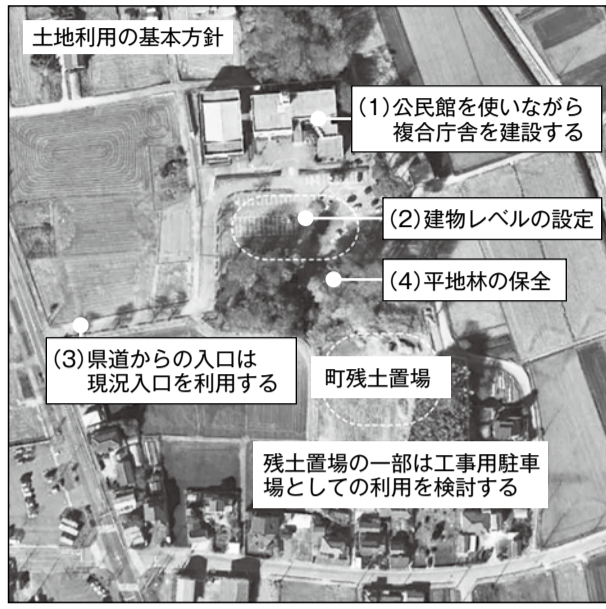 土地利用の基本方針
(1)公民館を使いながら
複合庁舎を建設する
(2)建物レベルの設定
(4)平地林の保全
(3)県道からの入口は
現況入口を利用する
町残土置場
残土置場の一部は工事用駐車
場としての利用を検討する